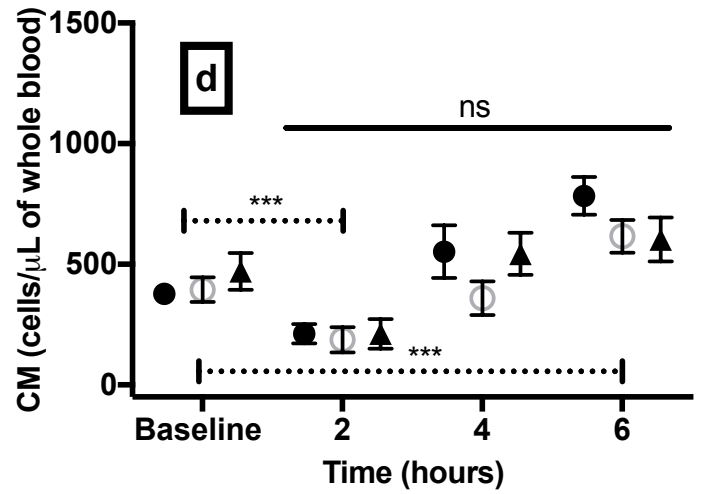 CM (cells/μL of whole blood)
1500
1000
500
0
d
ns
***
***
Baseline 2 4 6
Time (hours)